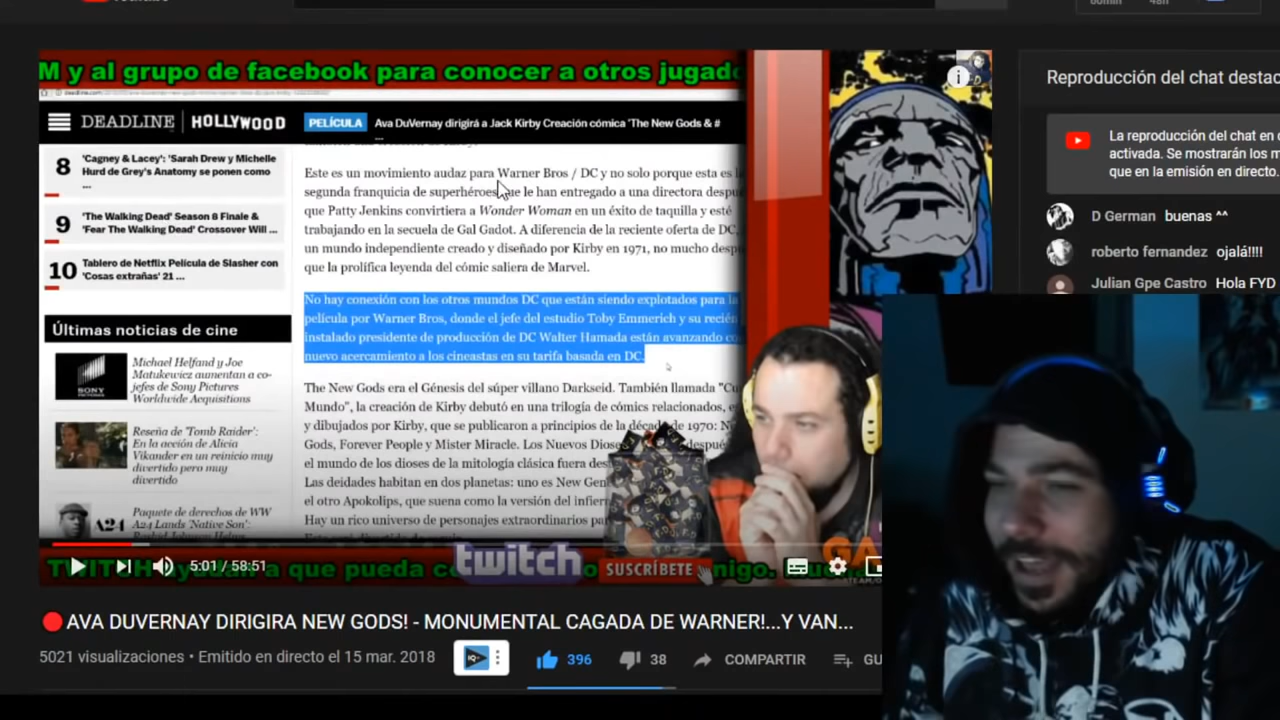 60min 48h
M y al grupo de facebook para conocer a otros jugado
DEADLINE HOLLYWOOD PELÍCULA Ava DuVernay dirigirá a Jack Kirby Creación cómica 'The New Gods & #
...
8 'Cagney & Lacey': 'Sarah Drew y Michelle
Hurd de Grey's Anatomy se ponen como
...
9 'The Walking Dead' Season 8 Finale &
'Fear The Walking Dead' Crossover Will ...
10 Tablero de Netflix Película de Slasher con
'Cosas extrañas' 21 ...
Últimas noticias de cine
SONY
Michael Helfand y Joe
Matukewicz aumentan a co-
jefes de Sony Pictures
Worldwide Acquisitions
Reseña de 'Tomb Raider':
En la acción de Alicia
Vikander en un reinicio muy
divertido pero muy
divertido
A24
Paquete de derechos de WW
A24 Lands 'Native Son':
Este es un movimiento audaz para Warner Bros / DC y no solo porque esta es la
segunda franquicia de superhéroes que le han entregado a una directora despu
que Patty Jenkins convirtiera a Wonder Woman en un éxito de taquilla y esté
trabajando en la secuela de Gal Gadot. A diferencia de la reciente oferta de DC,
un mundo independiente creado y diseñado por Kirby en 1971, no mucho desp
que la prolífica leyenda del cómic saliera de Marvel.
No hay conexión con los otros mundos DC que están siendo explotados para la
película por Warner Bros, donde el jefe del estudio Toby Emmerich y su recién
instalado presidente de producción de DC Walter Hamada están avanzando co
nuevo acercamiento a los cineastas en su tarifa basada en DC.
The New Gods era el Génesis del súper villano Darkseid. También llamada "Cu
Mundo", la creación de Kirby debutó en una trilogía de cómics relacionados, e
y dibujados por Kirby, que se publicaron a principios de la década de 1970: N
Gods, Forever People y Mister Miracle. Los Nuevos Dioses despué
el mundo de los dioses de la mitología clásica fuera des
Las deidades habitan en dos planetas: uno es New Gen
el otro Apokolips, que suena como la versión del infier
Hay un rico universo de personajes extraordinarios pa
twitch
SUSCRÍBETE
GA
5:01 / 58:51
TWITCH ayudan a que pueda co o migo.
AVA DUVERNAY DIRIGIRA NEW GODS! - MONUMENTAL CAGADA DE WARNER!...Y VAN...
5021 visualizaciones • Emitido en directo el 15 mar. 2018
396 38 COMPARTIR GU
Reproducción del chat destac
La reproducción del chat en d
activada. Se mostrarán los m
que en la emisión en directo.
D German buenas ^^
roberto fernandez ojalá!!!!
Julian Gpe Castro Hola FYD